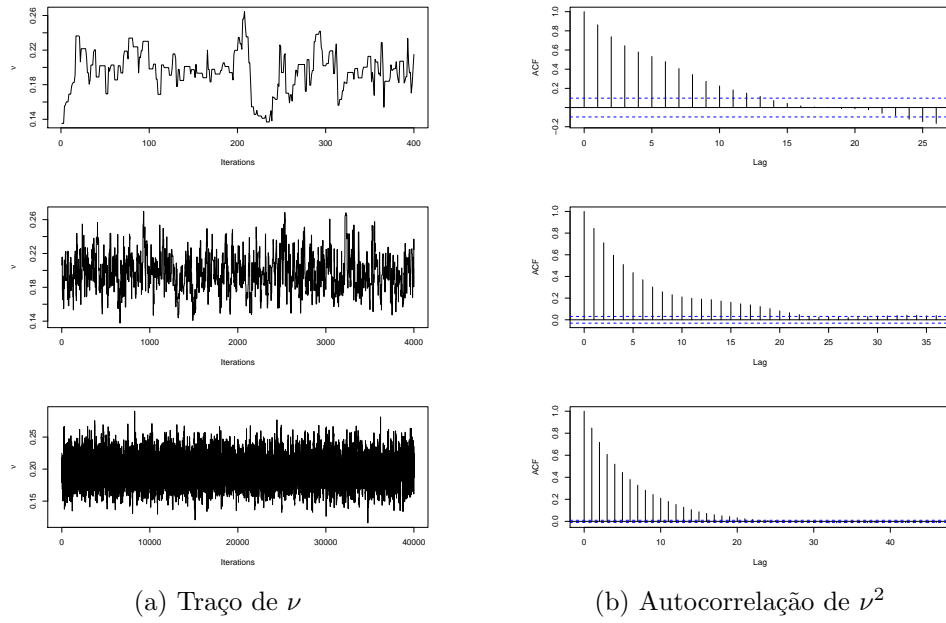 0.14 0.18 0.22 0.26
ν
0 100 200 300 400
Iterations
−0.2 0.2 0.4 0.6 0.8 1.0
ACF
0 5 10 15 20 25
Lag
0.14 0.18 0.22 0.26
ν
0 1000 2000 3000 4000
Iterations
0.0 0.2 0.4 0.6 0.8 1.0
ACF
0 5 10 15 20 25 30 35
Lag
0.15 0.20 0.25
ν
0 10000 20000 30000 40000
Iterations
0.0 0.2 0.4 0.6 0.8 1.0
ACF
0 10 20 30 40
Lag
(a) Traço de ν
(b) Autocorrelação de ν²